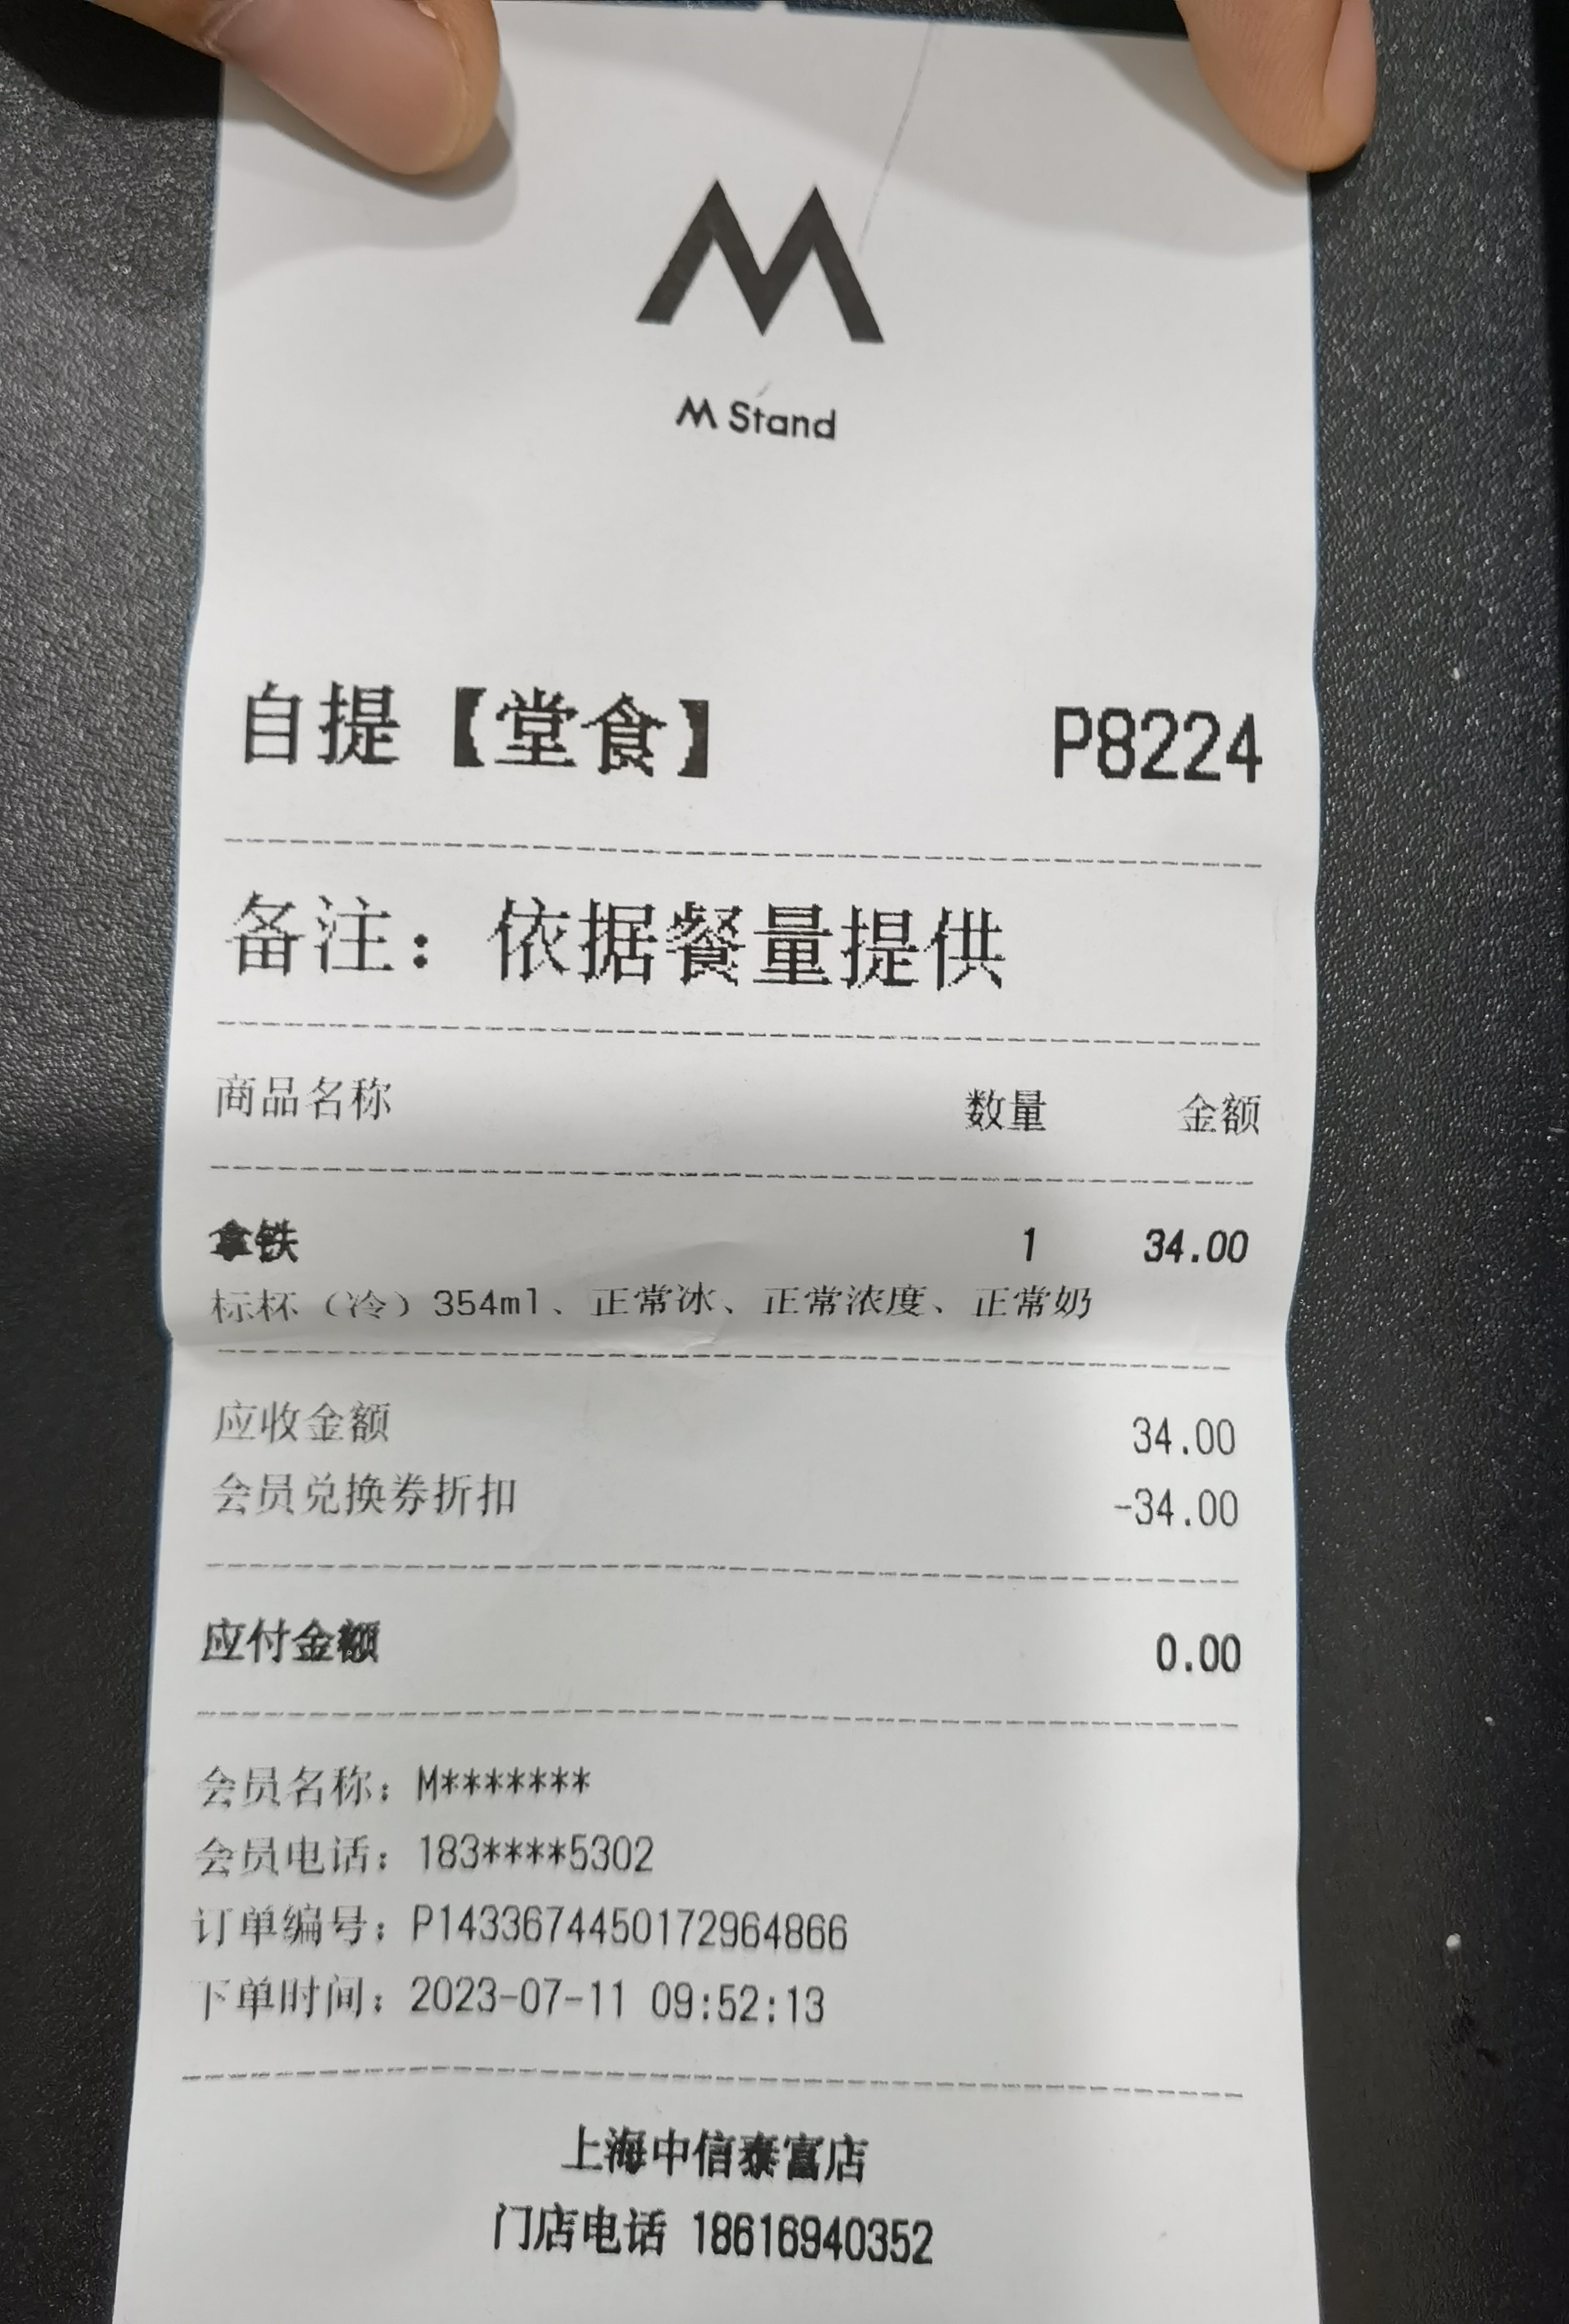 M Stand
自提【堂食】 P8224
备注：依据餐量提供
商品名称 数量 金额
拿铁 1 34.00
标杯（冷）354ml、正常冰、正常浓度、正常奶
应收金额 34.00
会员兑换券折扣 -34.00
应付金额 0.00
会员名称：M*******
会员电话：183****5302
订单编号：P1433674450172964866
下单时间：2023-07-11 09:52:13
上海中信泰富店
门店电话 18616940352